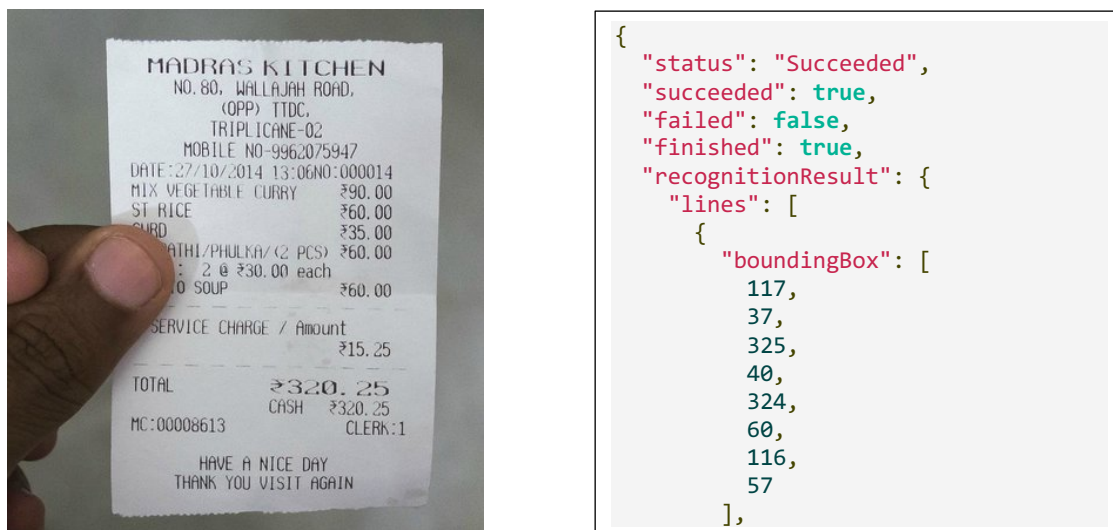 MADRAS KITCHEN
NO.80, WALLAJAH ROAD,
(OPP) TTDC,
TRIPLICANE-02
MOBILE NO-9962075947
DATE:27/10/2014 13:06NO:000014
MIX VEGETABLE CURRY ₹90.00
ST RICE ₹60.00
₹35.00
(2 PCS) ₹60.00
2 @ ₹30.00 each
SOUP ₹60.00
SERVICE CHARGE / Amount
₹15.25
TOTAL ₹320.25
CASH ₹320.25
MC:00008613 CLERK:1
HAVE A NICE DAY
THANK YOU VISIT AGAIN
{
"status": "Succeeded",
"succeeded": true,
"failed": false,
"finished": true,
"recognitionResult": {
"lines": [
{
"boundingBox": [
117,
37,
325,
40,
324,
60,
116,
57
],